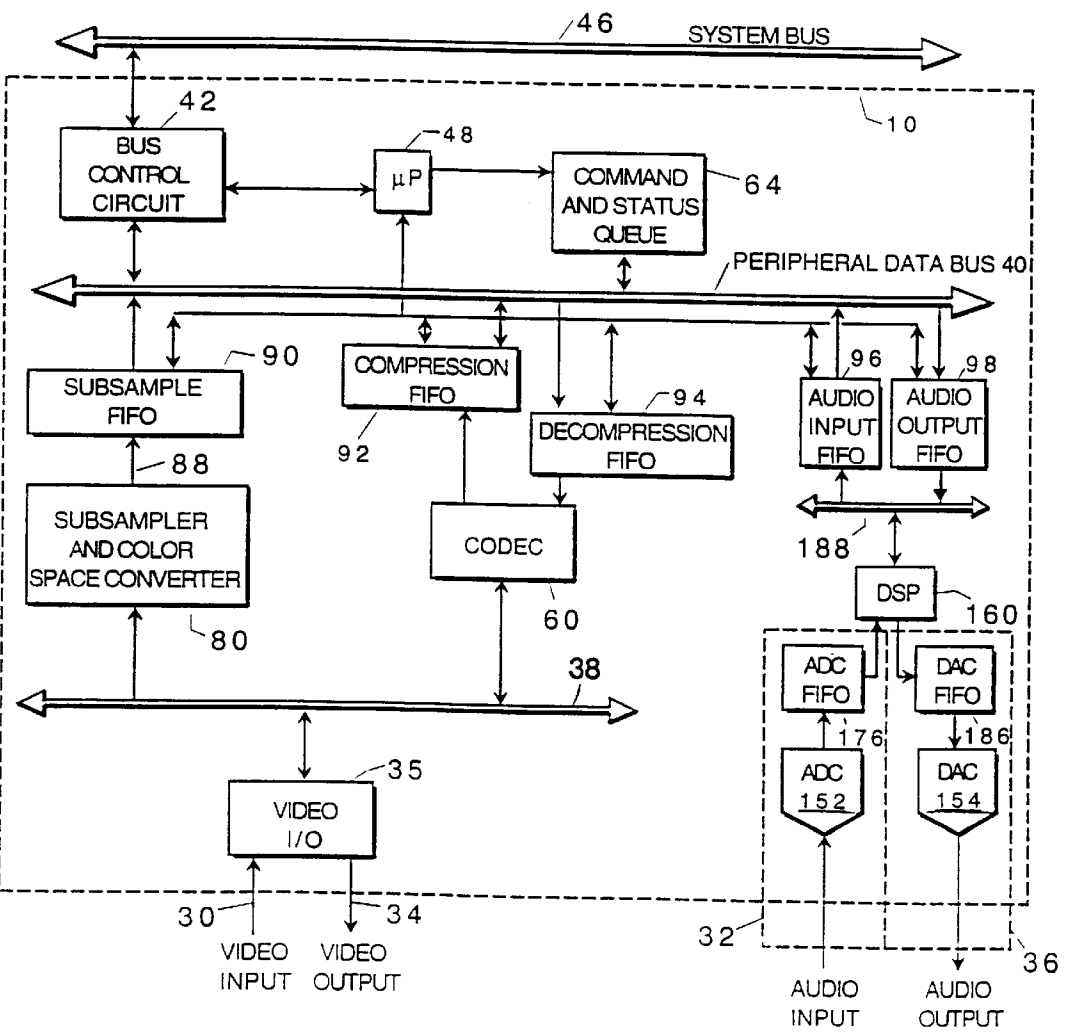 46
SYSTEM BUS
10
42
BUS
CONTROL
CIRCUIT
48
μP
COMMAND
AND STATUS
QUEUE
64
PERIPHERAL DATA BUS 40
90
SUBSAMPLE
FIFO
COMPRESSION
FIFO
92
94
DECOMPRESSION
FIFO
96
AUDIO
INPUT
FIFO
98
AUDIO
OUTPUT
FIFO
88
SUBSAMPLER
AND COLOR
SPACE CONVERTER
80
CODEC
60
188
DSP
160
38
ADC
FIFO
176
DAC
FIFO
186
35
VIDEO
I/O
ADC
152
DAC
154
30
34
32
36
VIDEO
INPUT
VIDEO
OUTPUT
AUDIO
INPUT
AUDIO
OUTPUT